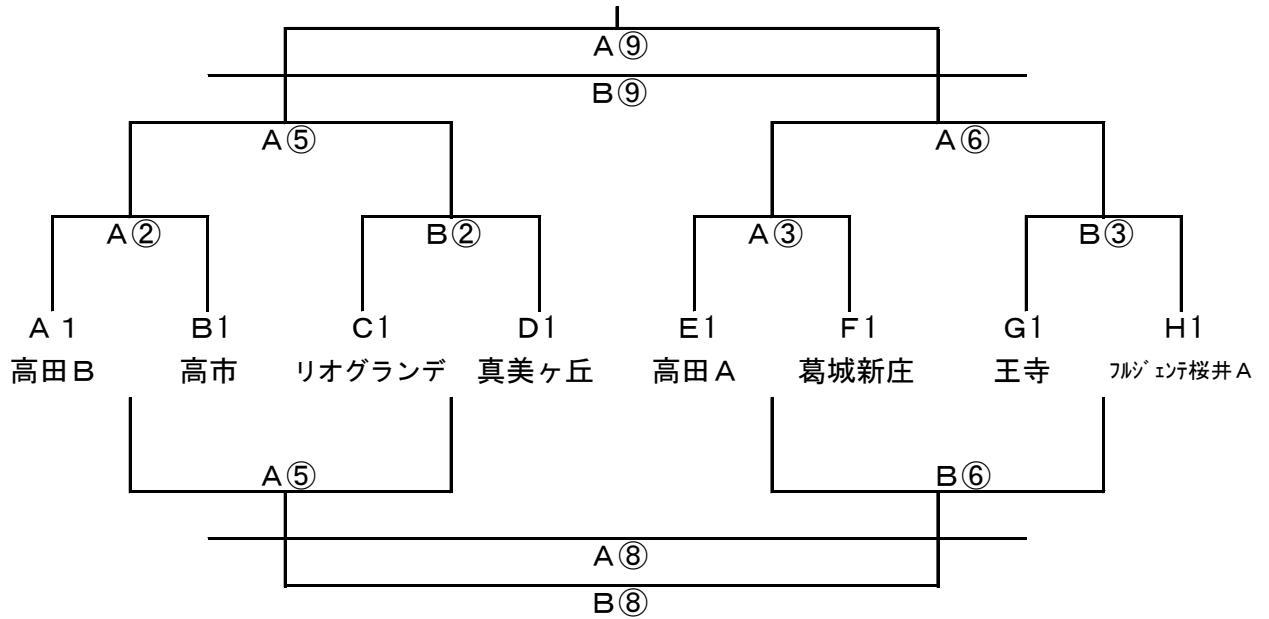 A⑨
B⑨
A⑤ A⑥
A② B② A③ B③
A 1 B1 C1 D1 E1 F1 G1 H1
高田B 高市 リオグランデ 真美ヶ丘 高田A 葛城新庄 王寺 ﾌﾙｼﾞｪﾝﾃ桜井A
A⑤ B⑥
A⑧
B⑧